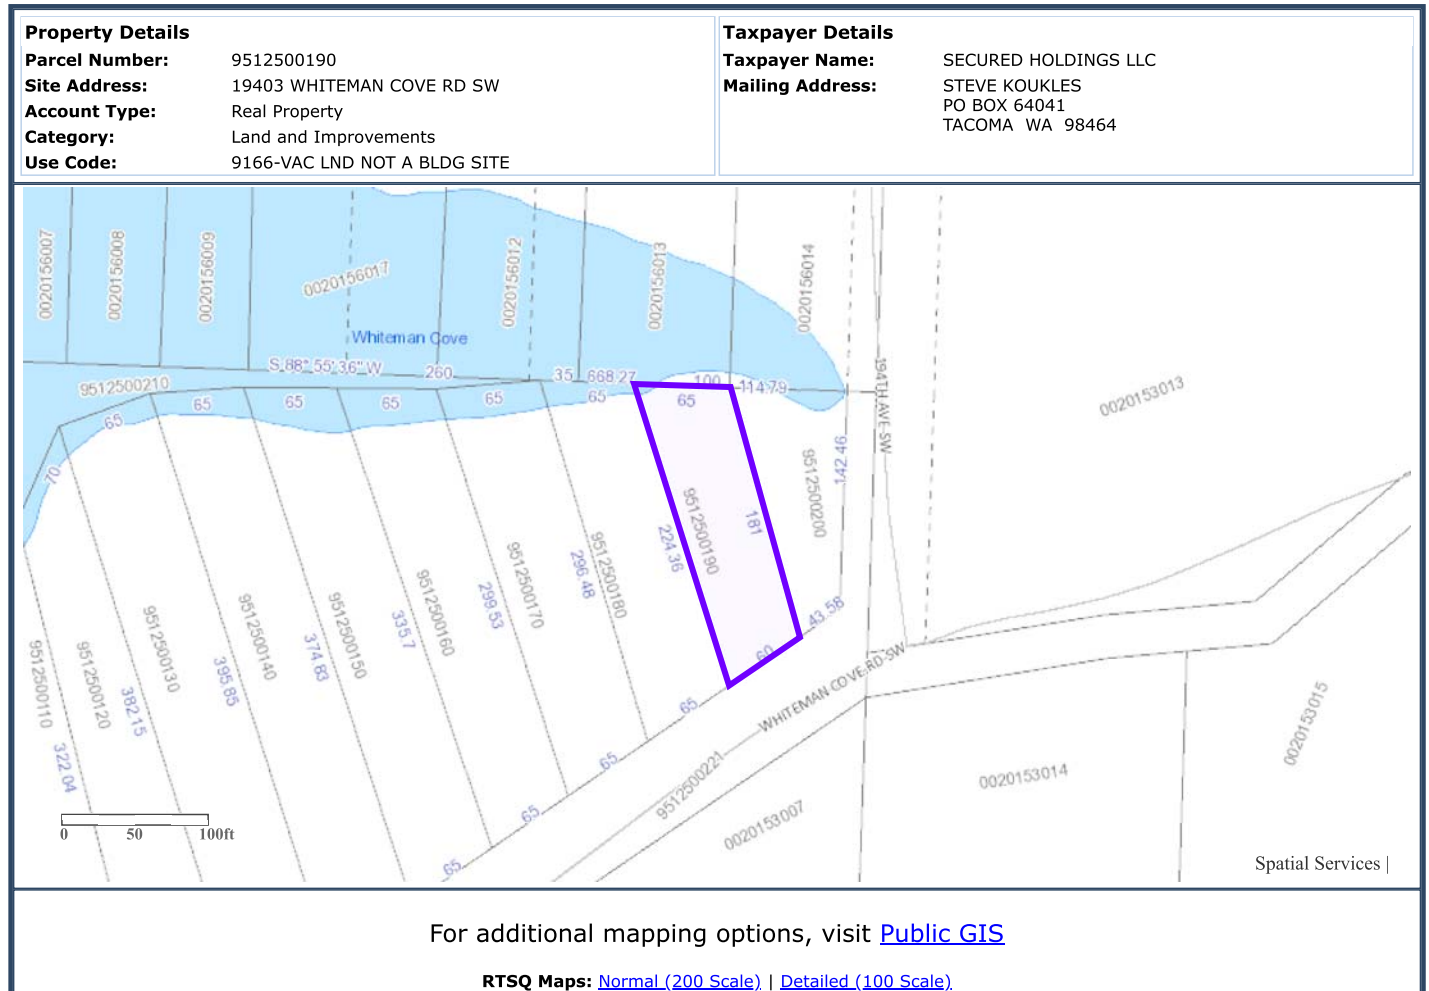 Property Details
Parcel Number: 9512500190
Site Address: 19403 WHITEMAN COVE RD SW
Account Type: Real Property
Category: Land and Improvements
Use Code: 9166-VAC LND NOT A BLDG SITE
Taxpayer Details
Taxpayer Name: SECURED HOLDINGS LLC
Mailing Address: STEVE KOUKLES
PO BOX 64041
TACOMA WA 98464
0020156007
0020156008
0020156009
0020156017
0020156012
0020156013
0020156014
Whiteman Cove
S 88° 55' 36" W
260
35
668.27
100
114.79
9512500210
65
65
65
65
65
65
65
70
194TH AVE SW
0020153013
142.46
9512500200
181
9512500190
224.36
9512500180
296.48
9512500170
299.53
9512500160
335.7
9512500150
374.83
9512500140
395.85
9512500130
382.15
9512500120
9512500110
322.04
43.58
60
65
65
65
65
WHITEMAN COVE RD SW
9512500221
0020153007
0020153014
0020153015
0 50 100ft
Spatial Services |
For additional mapping options, visit Public GIS
RTSQ Maps: Normal (200 Scale) | Detailed (100 Scale)